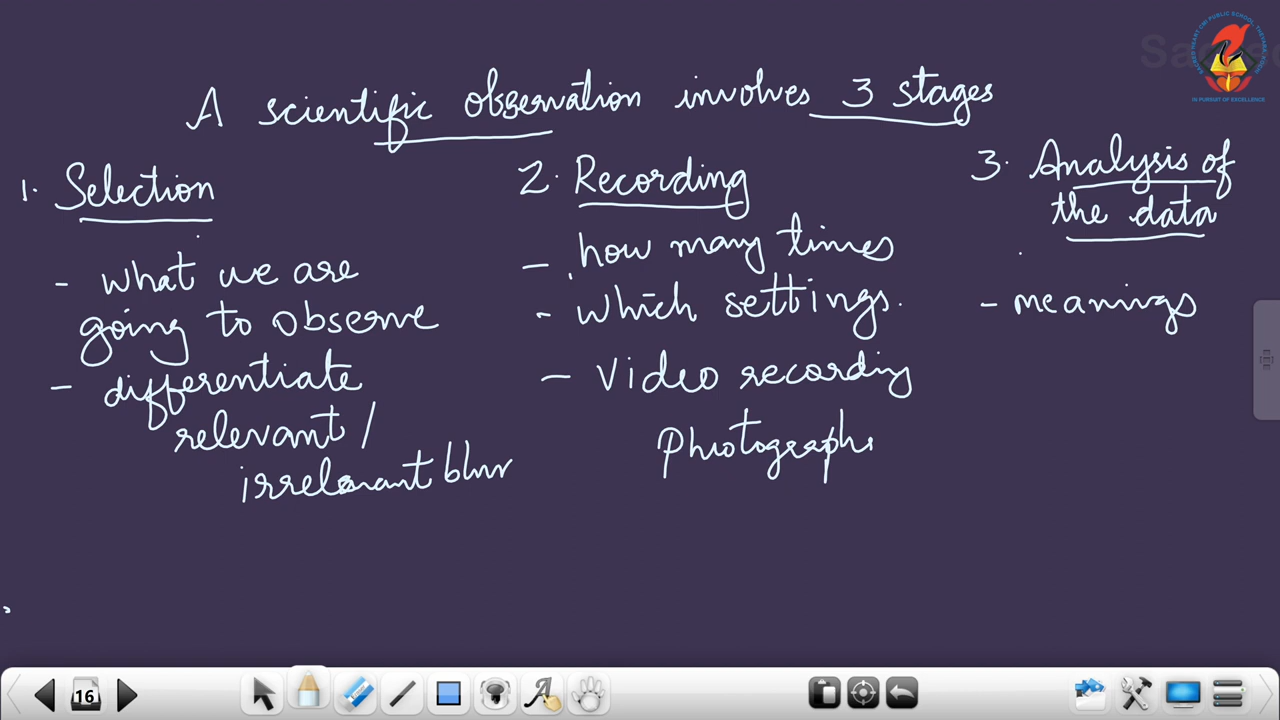 A scientific observation involves 3 stages
1. Selection
- what we are
going to observe
- differentiate
relevant /
irrelevant bhvr
2. Recording
- how many times
- which settings.
- Video recording
Photographs
3. Analysis of
the data
- meanings
IN PURSUIT OF EXCELLENCE
16